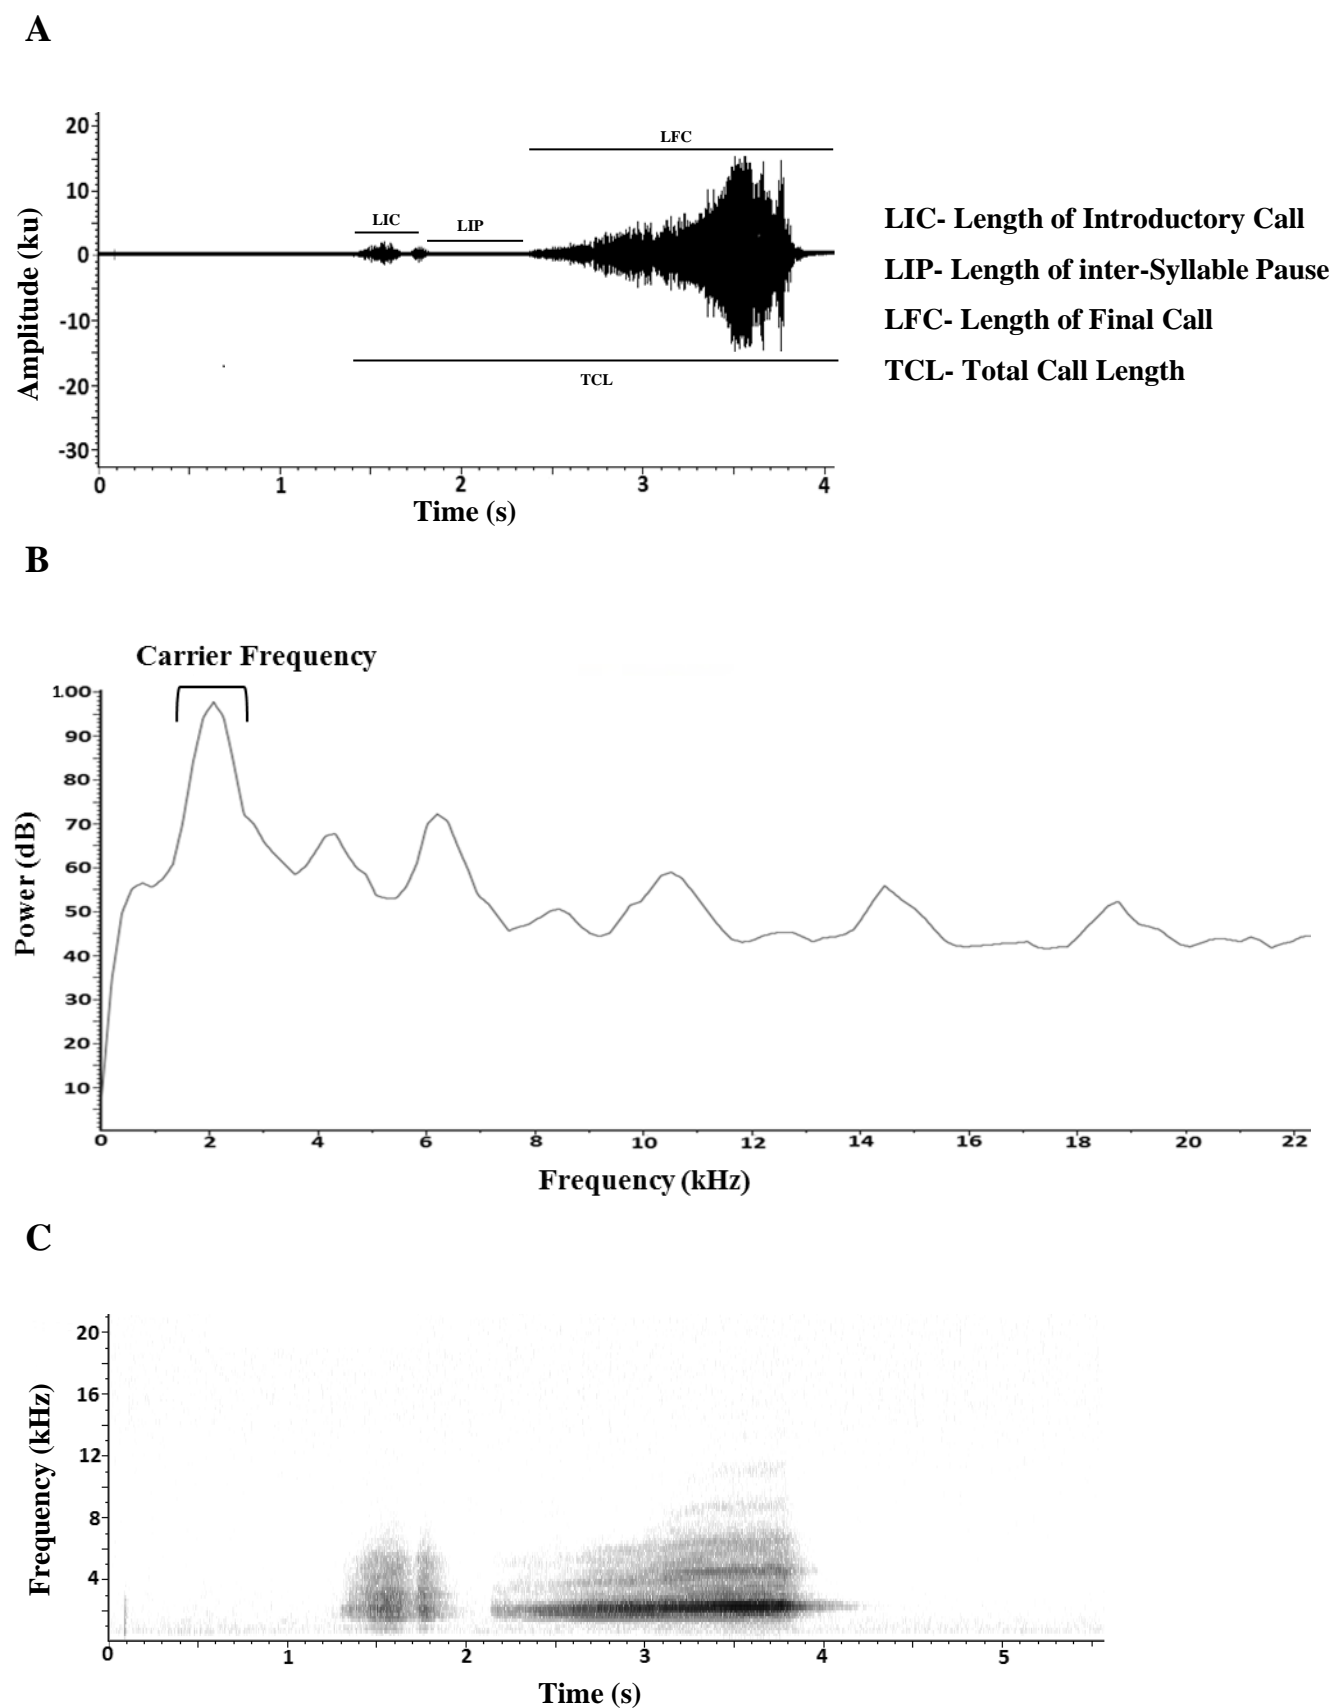 A
20
10
0
-10
-20
-30
Amplitude (ku)
LIC
LIP
LFC
TCL
0 1 2 3 4
Time (s)
LIC- Length of Introductory Call
LIP- Length of inter-Syllable Pause
LFC- Length of Final Call
TCL- Total Call Length
B
Carrier Frequency
100
90
80
70
60
50
40
30
20
10
Power (dB)
0 2 4 6 8 10 12 14 16 18 20 22
Frequency (kHz)
C
20
16
12
8
4
Frequency (kHz)
0 1 2 3 4 5
Time (s)